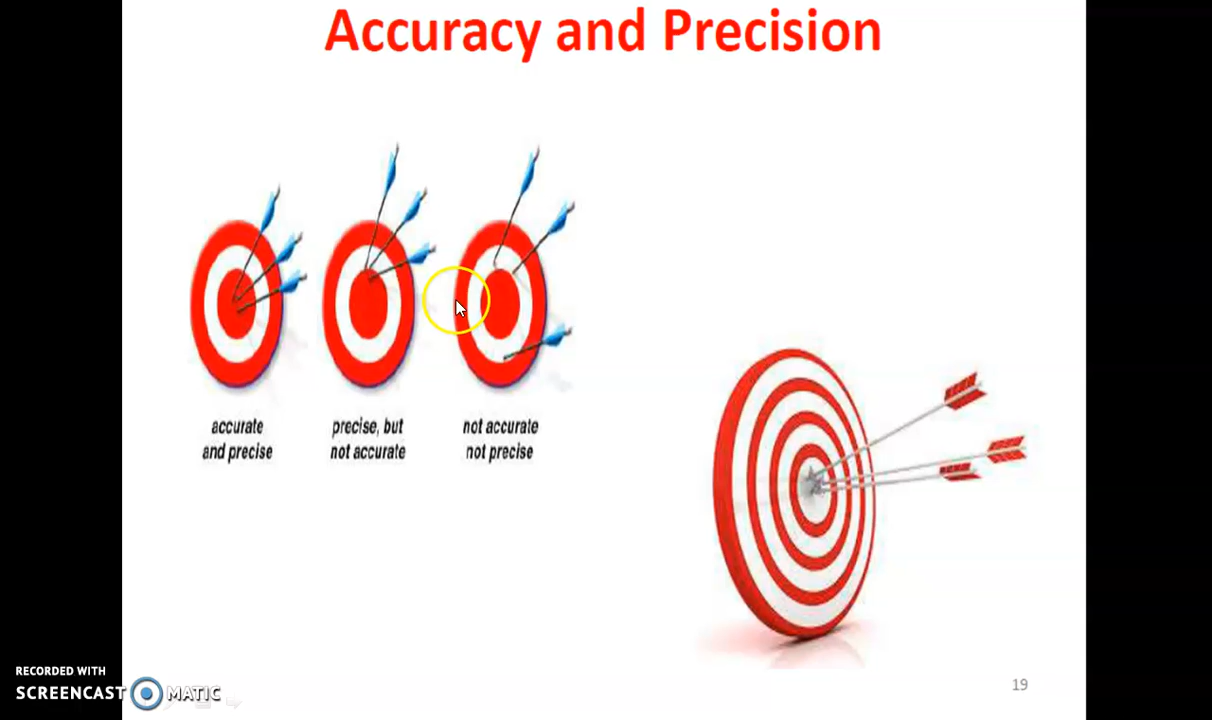 Accuracy and Precision
accurate
and precise
precise, but
not accurate
not accurate
not precise
19
RECORDED WITH
SCREENCAST MATIC